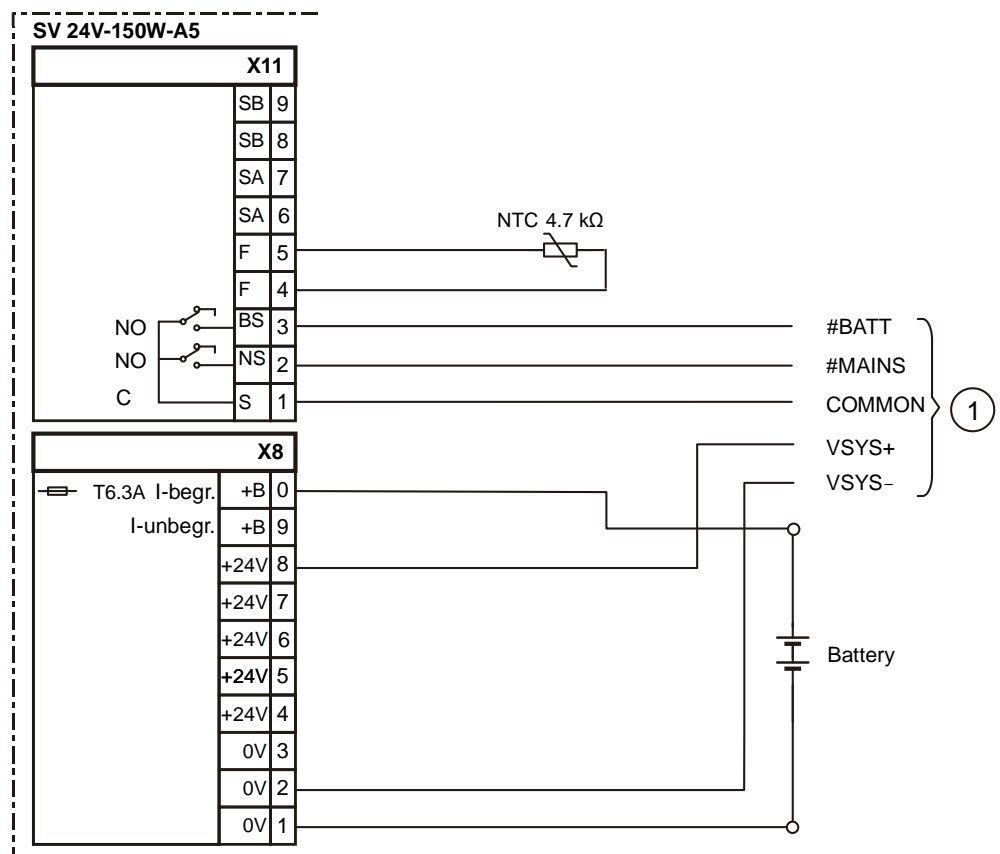 SV 24V-150W-A5
X11
SB 9
SB 8
SA 7
SA 6
NTC 4.7 kΩ
F 5
F 4
NO BS 3 #BATT
NO NS 2 #MAINS
C S 1 COMMON
1
VSYS+
VSYS−
X8
T6.3A I-begr. +B 0
I-unbegr. +B 9
+24V 8
+24V 7
+24V 6
Battery
+24V 5
+24V 4
0V 3
0V 2
0V 1